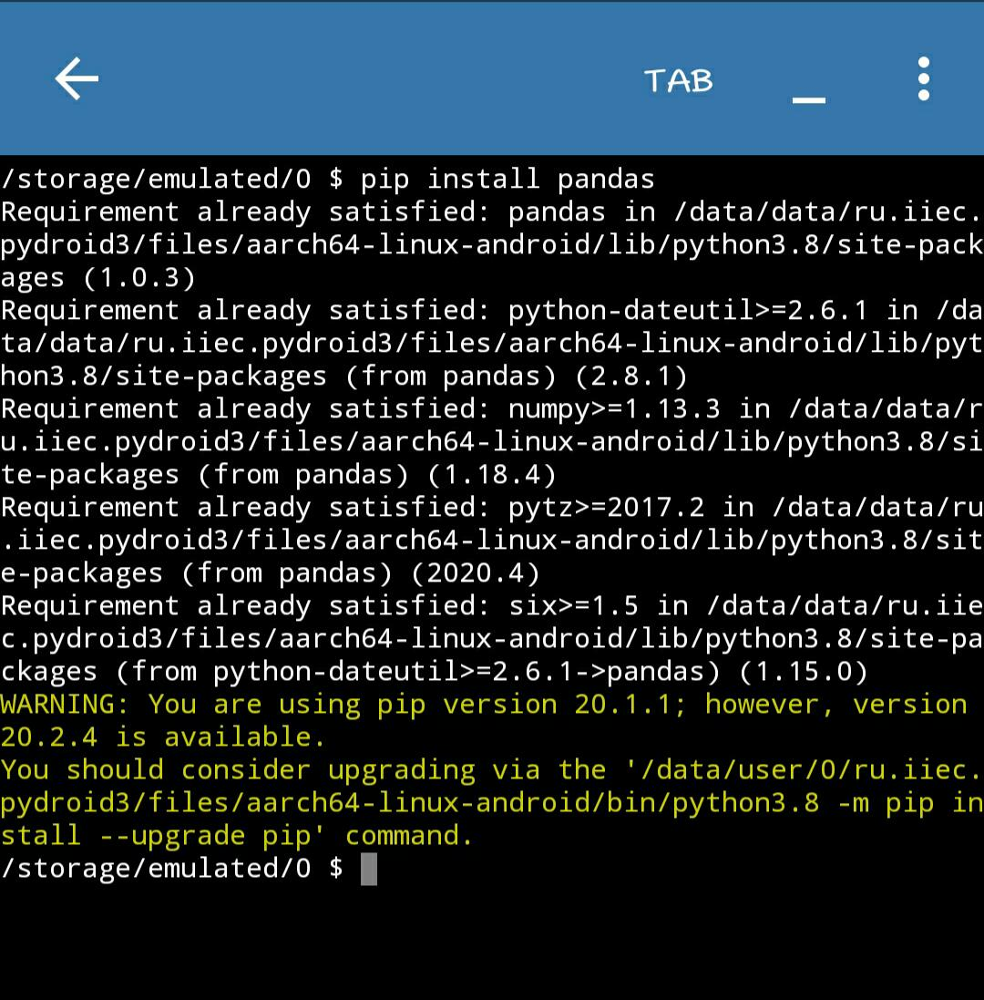 TAB _
/storage/emulated/0 $ pip install pandas
Requirement already satisfied: pandas in /data/data/ru.iiec.
pydroid3/files/aarch64-linux-android/lib/python3.8/site-pack
ages (1.0.3)
Requirement already satisfied: python-dateutil>=2.6.1 in /da
ta/data/ru.iiec.pydroid3/files/aarch64-linux-android/lib/pyt
hon3.8/site-packages (from pandas) (2.8.1)
Requirement already satisfied: numpy>=1.13.3 in /data/data/r
u.iiec.pydroid3/files/aarch64-linux-android/lib/python3.8/si
te-packages (from pandas) (1.18.4)
Requirement already satisfied: pytz>=2017.2 in /data/data/ru
.iiec.pydroid3/files/aarch64-linux-android/lib/python3.8/sit
e-packages (from pandas) (2020.4)
Requirement already satisfied: six>=1.5 in /data/data/ru.iie
c.pydroid3/files/aarch64-linux-android/lib/python3.8/site-pa
ckages (from python-dateutil>=2.6.1->pandas) (1.15.0)
WARNING: You are using pip version 20.1.1; however, version
20.2.4 is available.
You should consider upgrading via the '/data/user/0/ru.iiec.
pydroid3/files/aarch64-linux-android/bin/python3.8 -m pip in
stall --upgrade pip' command.
/storage/emulated/0 $